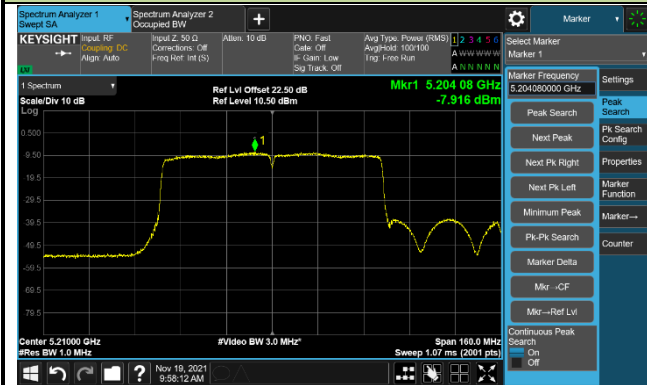 Spectrum Analyzer 1
Swept SA
Spectrum Analyzer 2
Occupied BW
+
Marker
KEYSIGHT
Input: RF
Coupling: DC
Align: Auto
Input Z: 50 Ω
Corrections: Off
Freq Ref: Int (S)
Atten: 10 dB
PNO: Fast
Gate: Off
IF Gain: Low
Sig Track: Off
Avg Type: Power (RMS)
Avg|Hold: 100/100
Trig: Free Run
1 2 3 4 5 6
A W W W W W
A N N N N N
Select Marker
Marker 1
1 Spectrum
Scale/Div 10 dB
Log
Ref Lvl Offset 22.50 dB
Ref Level 10.50 dBm
Mkr1 5.204 08 GHz
-7.916 dBm
Marker Frequency
5.204080000 GHz
Peak Search
Next Peak
Next Pk Right
Next Pk Left
Minimum Peak
Pk-Pk Search
Marker Delta
Mkr→CF
Mkr→Ref Lvl
Continuous Peak
Search
On
Off
Settings
Peak
Search
Pk Search
Config
Properties
Marker
Function
Marker→
Counter
1
0.500
-9.50
-19.5
-29.5
-39.5
-49.5
-59.5
-69.5
-79.5
Center 5.21000 GHz
#Res BW 1.0 MHz
#Video BW 3.0 MHz*
Span 160.0 MHz
Sweep 1.07 ms (2001 pts)
?
Nov 19, 2021
9:58:12 AM